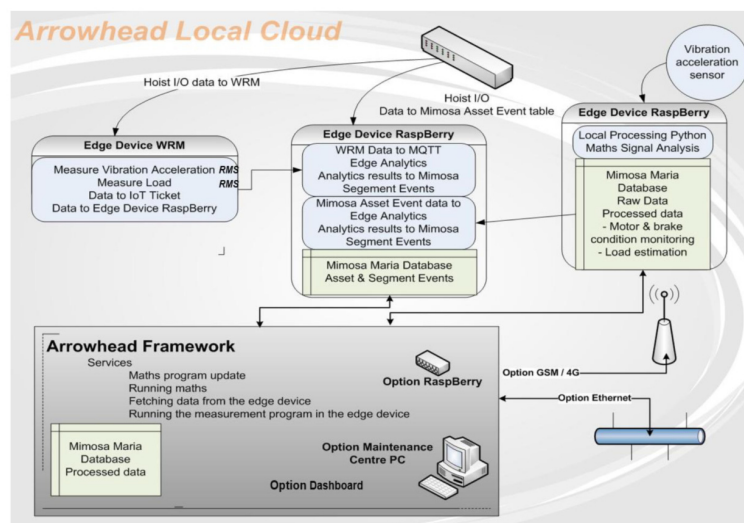 Arrowhead Local Cloud
Vibration
acceleration
sensor
Hoist I/O data to WRM
Hoist I/O
Data to Mimosa Asset Event table
Edge Device WRM
Measure Vibration Acceleration RMS
Measure Load RMS
Data to IoT Ticket
Data to Edge Device RaspBerry
Edge Device RaspBerry
WRM Data to MQTT
Edge Analytics
Analytics results to Mimosa
Segement Events
Mimosa Asset Event data to
Edge Analytics
Analytics results to Mimosa
Segment Events
Mimosa Maria Database
Asset & Segment Events
Edge Device RaspBerry
Local Processing Python
Maths Signal Analysis
Mimosa Maria
Database
Raw Data
Processed data
- Motor & brake
condition monitoring
- Load estimation
Arrowhead Framework
Services
Maths program update
Running maths
Fetching data from the edge device
Running the measurement program in the edge device
Mimosa Maria
Database
Processed data
Option RaspBerry
Option Maintenance
Centre PC
Option Dashboard
Option GSM / 4G
Option Ethernet